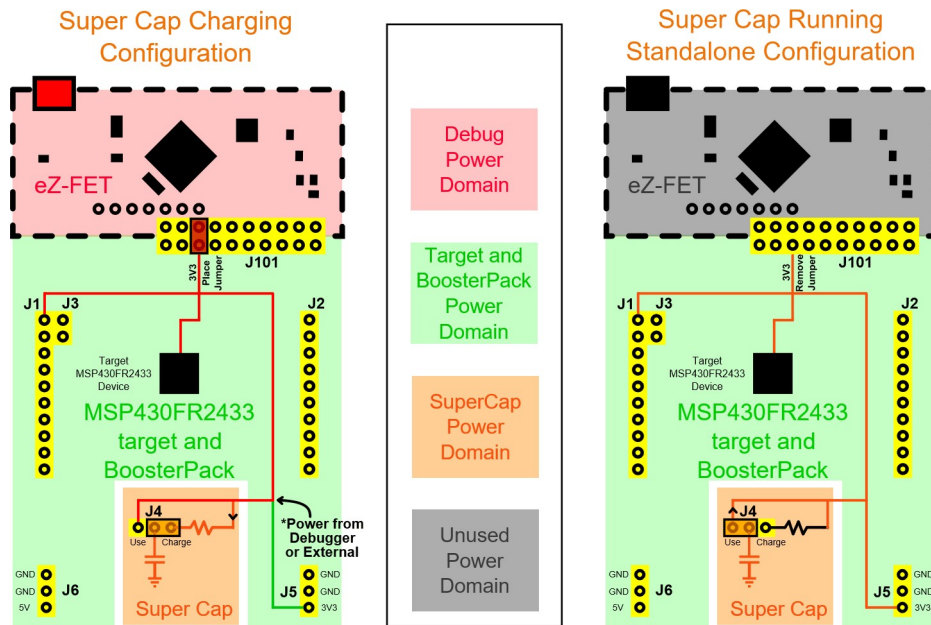 Super Cap Charging
Configuration
eZ-FET
J101
3V3
Place
Jumper
J1
J3
J2
Target
MSP430FR2433
Device
MSP430FR2433
target and
BoosterPack
J4
Use
Charge
*Power from
Debugger
or External
Super Cap
GND
GND
5V
J6
J5
GND
GND
3V3
Debug
Power
Domain
Target and
BoosterPack
Power
Domain
SuperCap
Power
Domain
Unused
Power
Domain
Super Cap Running
Standalone Configuration
eZ-FET
J101
3V3
Remove
Jumper
J1
J3
J2
Target
MSP430FR2433
Device
MSP430FR2433
target and
BoosterPack
J4
Use
Charge
Super Cap
GND
GND
5V
J6
J5
GND
GND
3V3